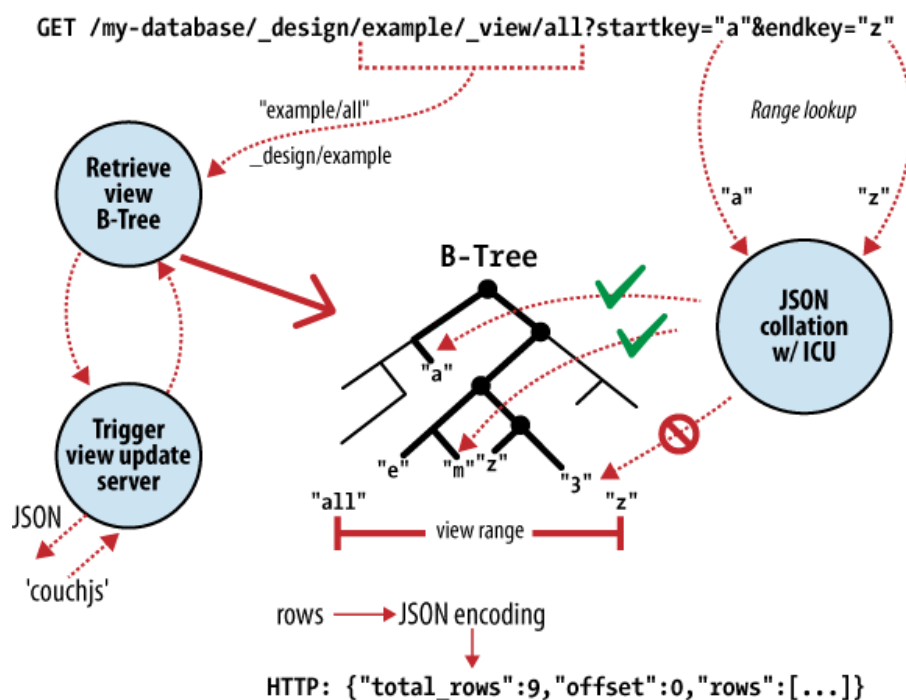 GET /my-database/_design/example/_view/all?startkey="a"&endkey="z"
"example/all"
_design/example
Range lookup
"a"
"z"
Retrieve
view
B-Tree
B-Tree
JSON
collation
w/ ICU
"a"
Trigger
view update
server
"e"
"m"
"z"
"3"
"all"
"z"
view range
JSON
'couchjs'
rows
JSON encoding
HTTP: {"total_rows":9,"offset":0,"rows":[...]}